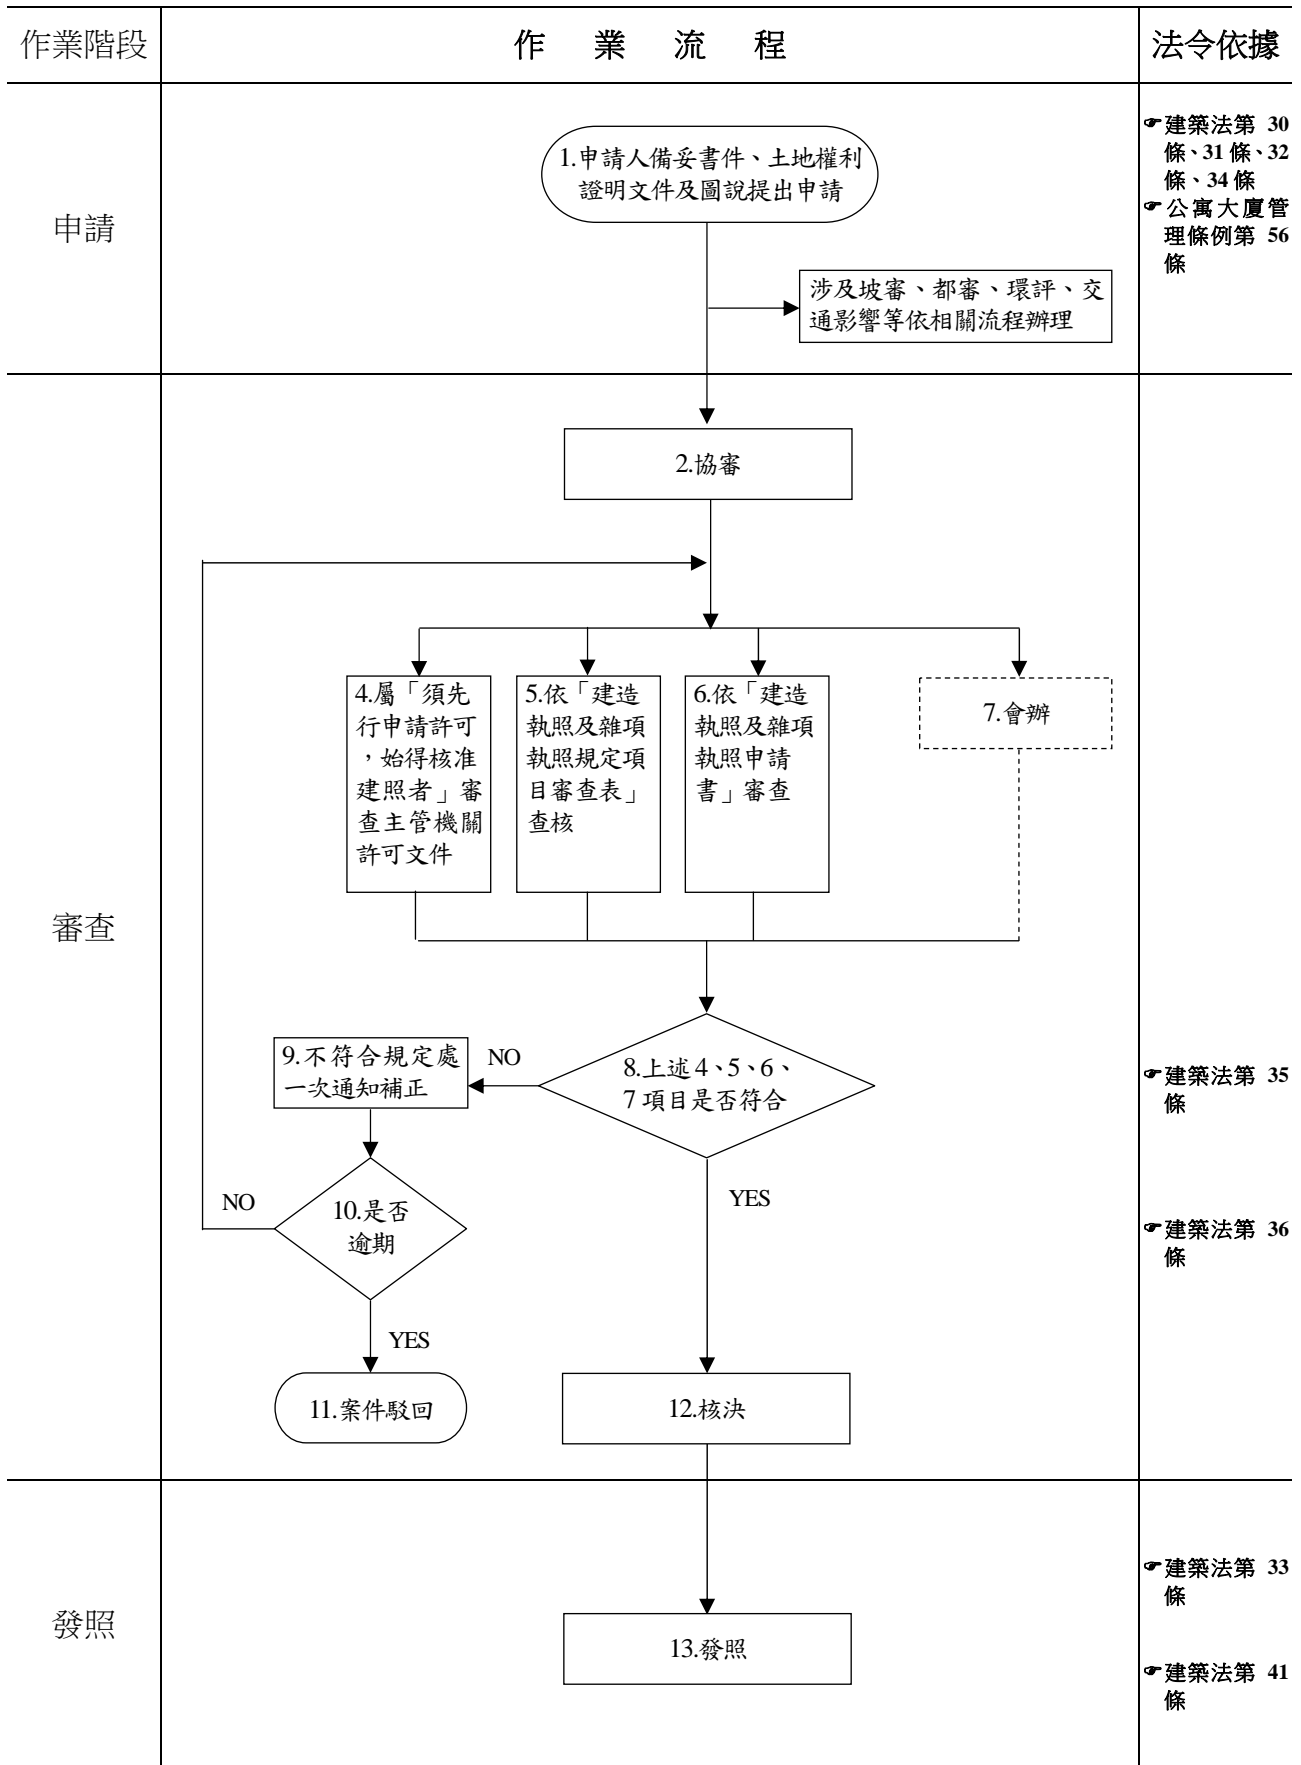 作業階段
作 業 流 程
法令依據
申請
1.申請人備妥書件、土地權利
證明文件及圖說提出申請
涉及坡審、都審、環評、交
通影響等依相關流程辦理
☞建築法第 30
條、31 條、32
條、34 條
☞公寓大廈管
理條例第 56
條
審查
2.協審
4.屬「須先
行申請許可
，始得核准
建照者」審
查主管機關
許可文件
5.依「建造
執照及雜項
執照規定項
目審查表」
查核
6.依「建造
執照及雜項
執照申請
書」審查
7.會辦
8.上述 4、5、6、
7 項目是否符合
NO
9.不符合規定處
一次通知補正
☞建築法第 35
條
10.是否
逾期
NO
YES
YES
☞建築法第 36
條
11.案件駁回
12.核決
發照
13.發照
☞建築法第 33
條
☞建築法第 41
條